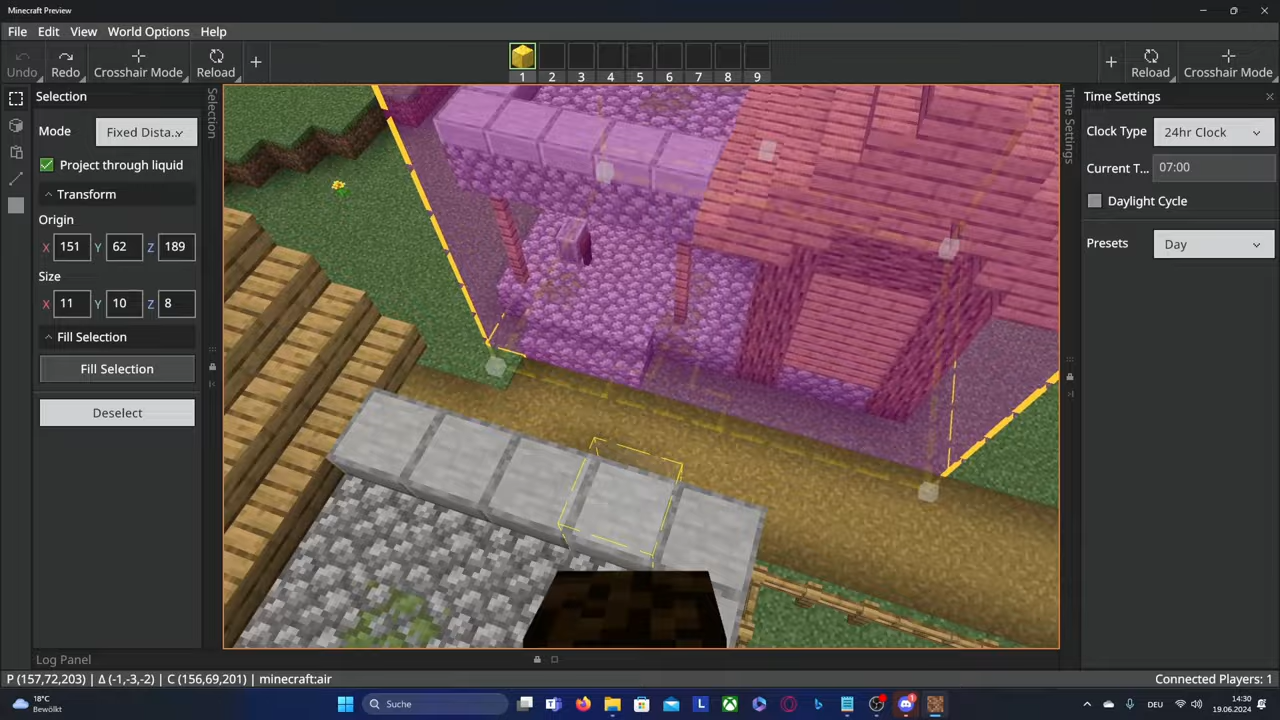 Minecraft Preview
File Edit View World Options Help
Undo Redo Crosshair Mode Reload
1 2 3 4 5 6 7 8 9
Reload Crosshair Mode
Selection
Mode Fixed Dista...
Project through liquid
Transform
Origin
X 151 Y 62 Z 189
Size
X 11 Y 10 Z 8
Fill Selection
Fill Selection
Deselect
Selection
Time Settings
Time Settings
Clock Type 24hr Clock
Current T... 07:00
Daylight Cycle
Presets Day
Log Panel
P (157,72,203) | Δ (-1,-3,-2) | C (156,69,201) | minecraft:air
Connected Players: 1
18°C
Bewölkt
Suche
L
1
DEU
14:30
19.06.2024
5